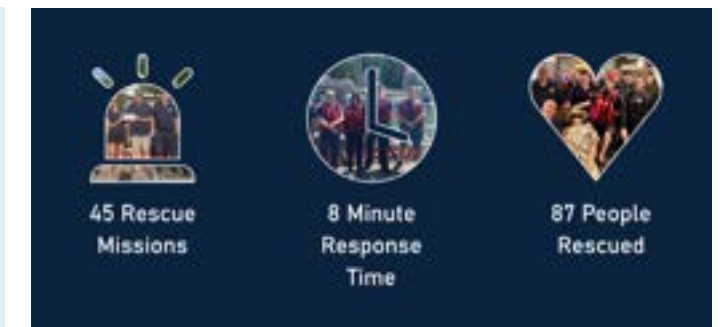 45 Rescue
Missions
8 Minute
Response
Time
87 People
Rescued